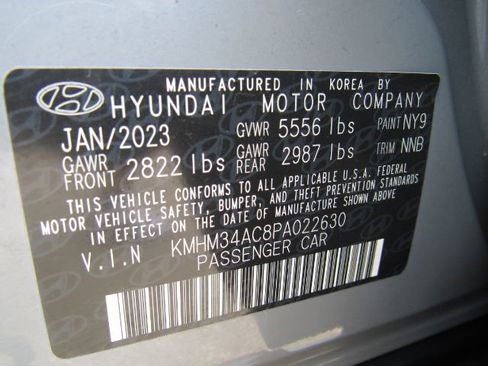 MANUFACTURED IN KOREA BY
HYUNDAI MOTOR COMPANY
JAN/2023 GVWR 5556 lbs PAINT NY9
GAWR FRONT 2822 lbs GAWR REAR 2987 lbs TRIM NNB
THIS VEHICLE CONFORMS TO ALL APPLICABLE U.S.A. FEDERAL
MOTOR VEHICLE SAFETY, BUMPER, AND THEFT PREVENTION STANDARDS
IN EFFECT ON THE DATE OF MANUFACTURE SHOWN ABOVE.
V.I.N KMHM34AC8PA022630
PASSENGER CAR